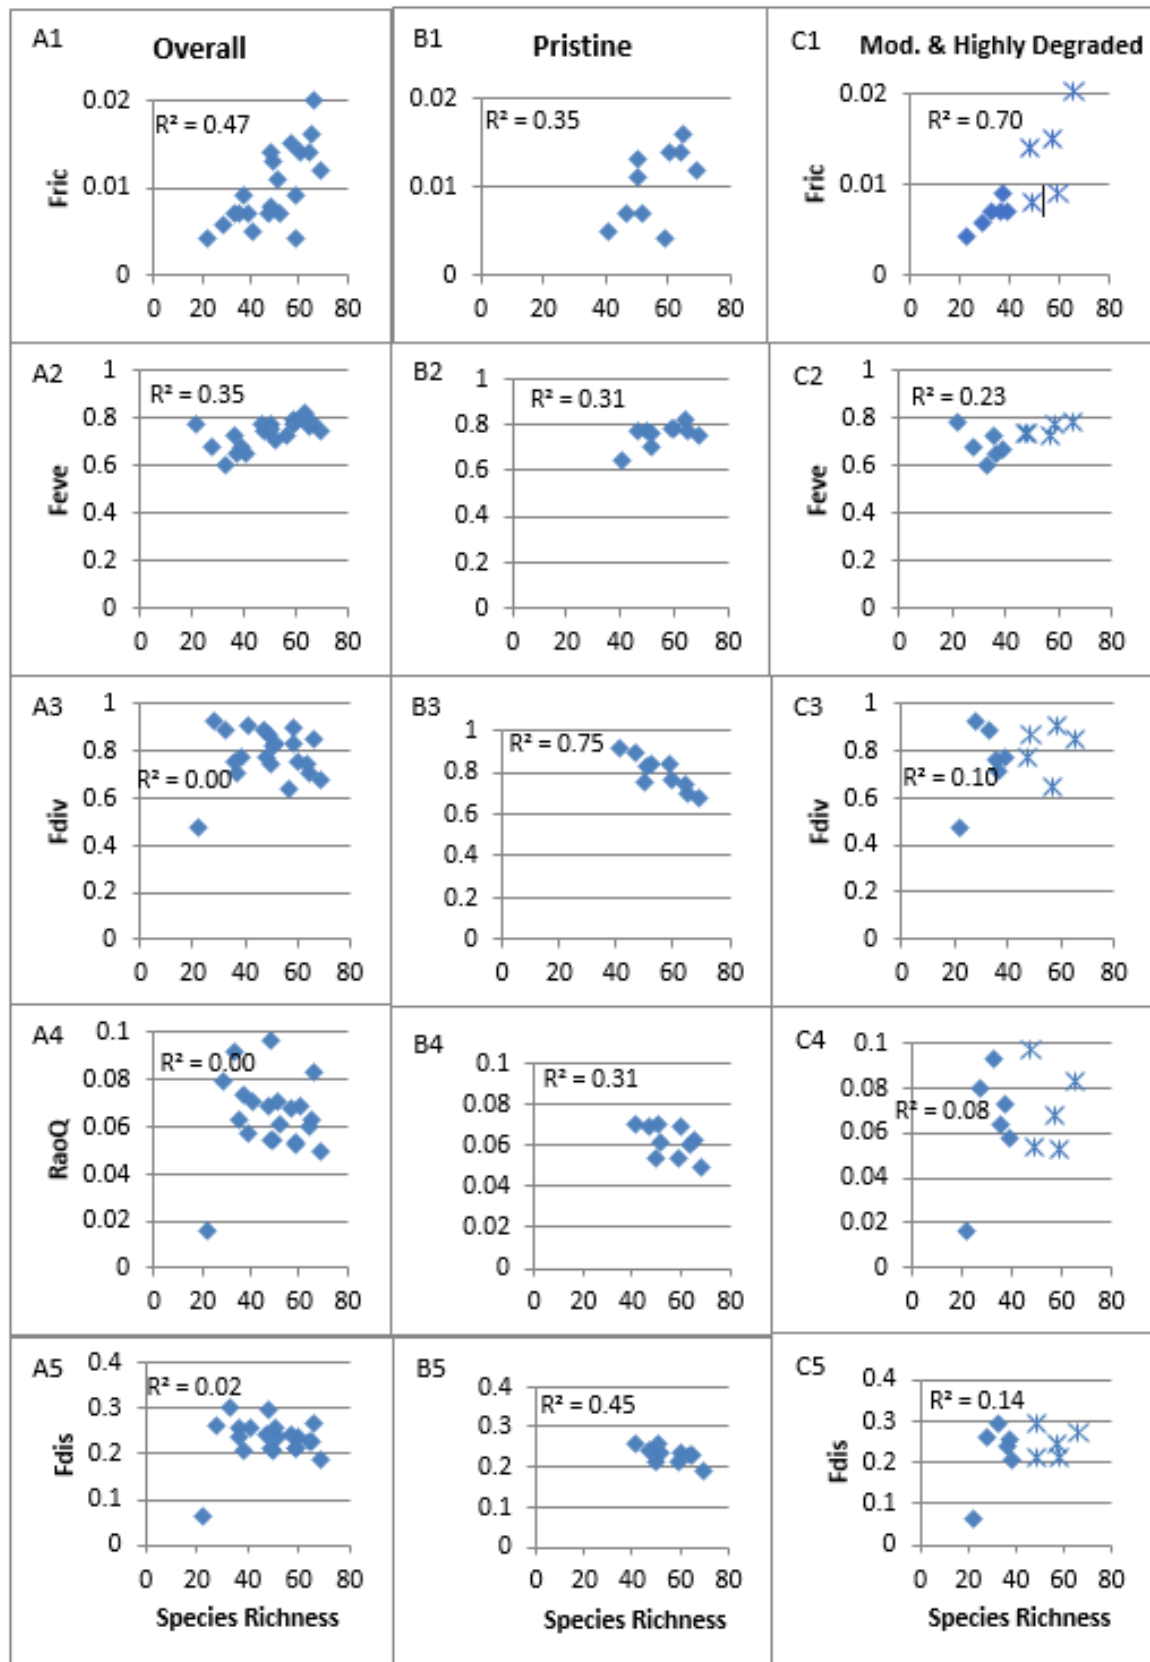 A1 Overall
R² = 0.47
0.02
0.01
0
Fric
0 20 40 60 80
B1 Pristine
R² = 0.35
0.02
0.01
0
0 20 40 60 80
C1 Mod. & Highly Degraded
R² = 0.70
0.02
0.01
0
Fric
0 20 40 60 80
A2
R² = 0.35
1
0.8
0.6
0.4
0.2
0
Feve
0 20 40 60 80
B2
R² = 0.31
1
0.8
0.6
0.4
0.2
0
0 20 40 60 80
C2
R² = 0.23
1
0.8
0.6
0.4
0.2
0
Feve
0 20 40 60 80
A3
R² = 0.00
1
0.8
0.6
0.4
0.2
0
Fdiv
0 20 40 60 80
B3
R² = 0.75
1
0.8
0.6
0.4
0.2
0
0 20 40 60 80
C3
R² = 0.10
1
0.8
0.6
0.4
0.2
0
Fdiv
0 20 40 60 80
A4
R² = 0.00
0.1
0.08
0.06
0.04
0.02
0
RaoQ
0 20 40 60 80
B4
R² = 0.31
0.1
0.08
0.06
0.04
0.02
0
0 20 40 60 80
C4
R² = 0.08
0.1
0.08
0.06
0.04
0.02
0
0 20 40 60 80
A5
R² = 0.02
0.4
0.3
0.2
0.1
0
Fdis
0 20 40 60 80
Species Richness
B5
R² = 0.45
0.4
0.3
0.2
0.1
0
0 20 40 60 80
Species Richness
C5
R² = 0.14
0.4
0.3
0.2
0.1
0
Fdis
0 20 40 60 80
Species Richness